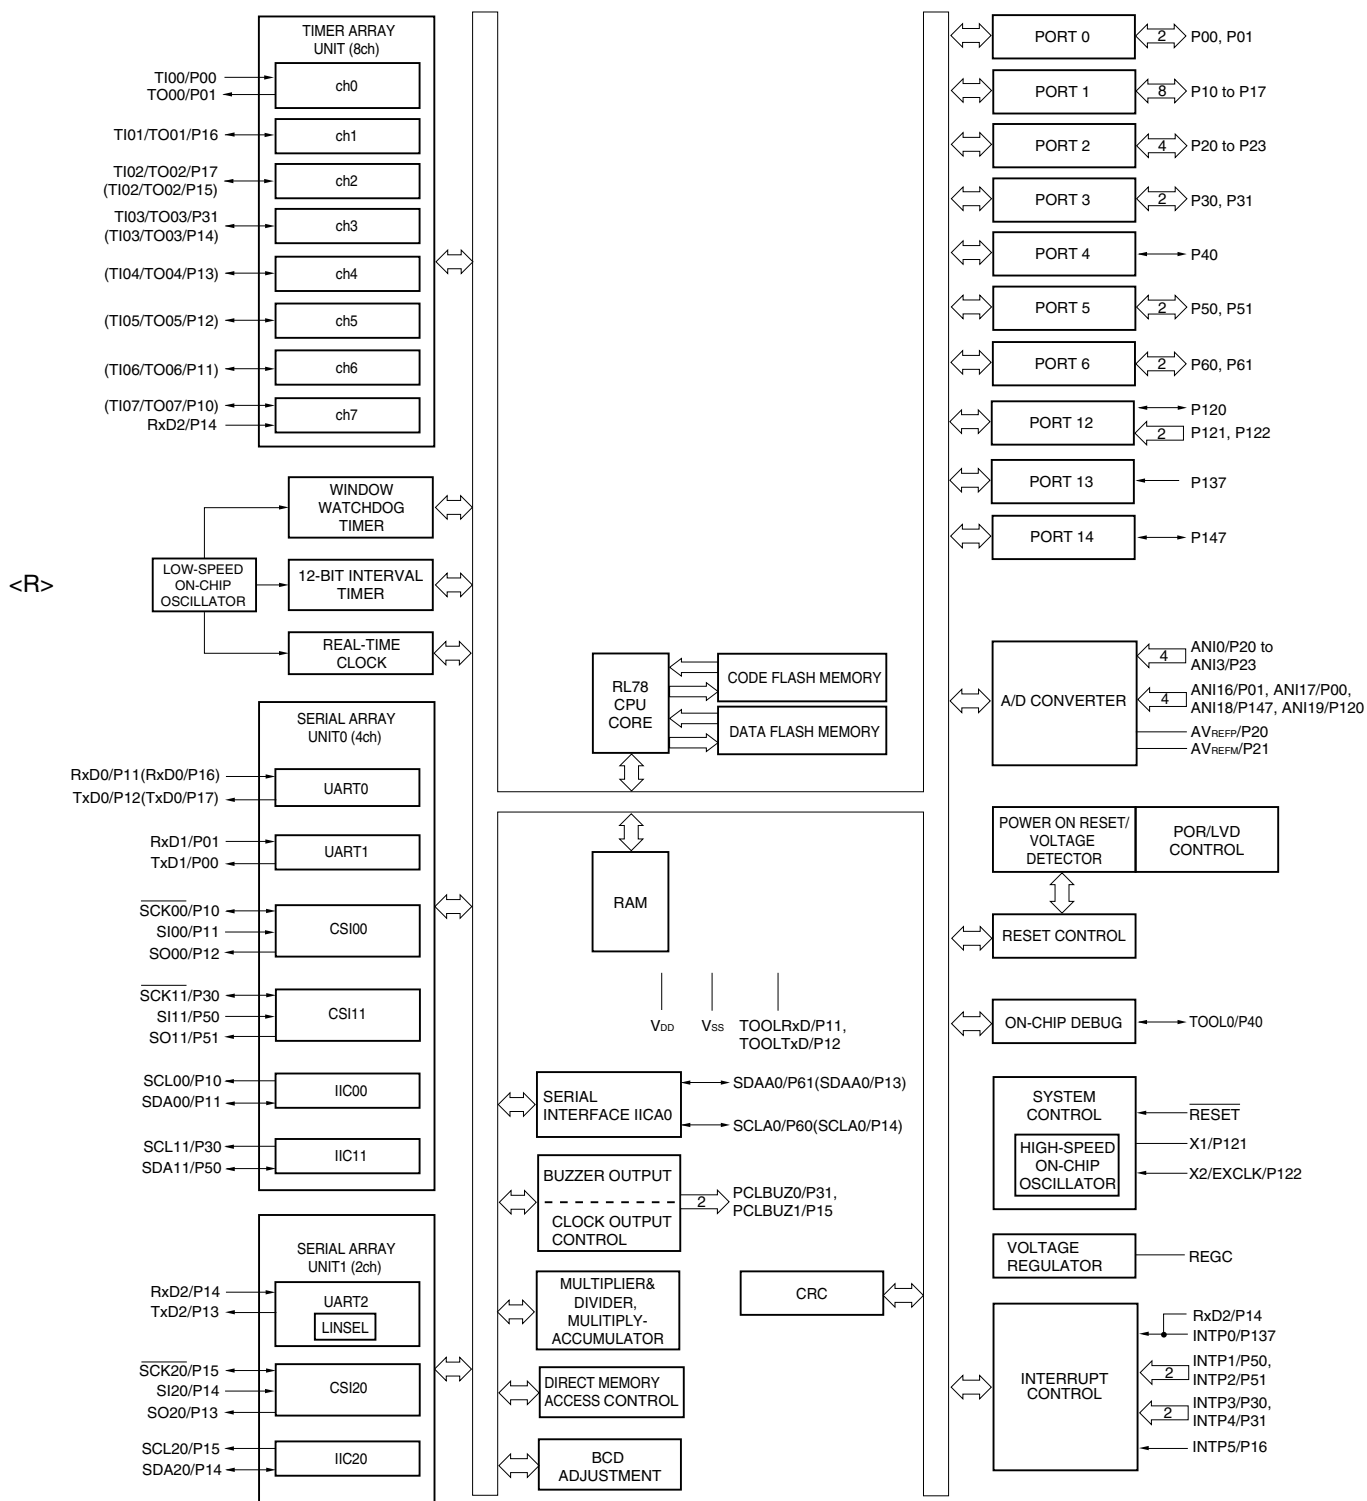 TIMER ARRAY
UNIT (8ch)
TI00/P00
TO00/P01
ch0
TI01/TO01/P16
ch1
TI02/TO02/P17
(TI02/TO02/P15)
ch2
TI03/TO03/P31
(TI03/TO03/P14)
ch3
(TI04/TO04/P13)
ch4
(TI05/TO05/P12)
ch5
(TI06/TO06/P11)
ch6
(TI07/TO07/P10)
RxD2/P14
ch7
WINDOW
WATCHDOG
TIMER
<R>
LOW-SPEED
ON-CHIP
OSCILLATOR
12-BIT INTERVAL
TIMER
REAL-TIME
CLOCK
SERIAL ARRAY
UNIT0 (4ch)
RxD0/P11(RxD0/P16)
TxD0/P12(TxD0/P17)
UART0
RxD1/P01
TxD1/P00
UART1
SCK00/P10
SI00/P11
SO00/P12
CSI00
SCK11/P30
SI11/P50
SO11/P51
CSI11
SCL00/P10
SDA00/P11
IIC00
SCL11/P30
SDA11/P50
IIC11
SERIAL ARRAY
UNIT1 (2ch)
RxD2/P14
TxD2/P13
UART2
LINSEL
SCK20/P15
SI20/P14
SO20/P13
CSI20
SCL20/P15
SDA20/P14
IIC20
RL78
CPU
CORE
CODE FLASH MEMORY
DATA FLASH MEMORY
RAM
VDD
VSS
TOOLRxD/P11,
TOOLTxD/P12
SERIAL
INTERFACE IICA0
SDAA0/P61(SDAA0/P13)
SCLA0/P60(SCLA0/P14)
BUZZER OUTPUT
CLOCK OUTPUT
CONTROL
2
PCLBUZ0/P31,
PCLBUZ1/P15
MULTIPLIER&
DIVIDER,
MULITIPLY-
ACCUMULATOR
CRC
DIRECT MEMORY
ACCESS CONTROL
BCD
ADJUSTMENT
PORT 0
2
P00, P01
PORT 1
8
P10 to P17
PORT 2
4
P20 to P23
PORT 3
2
P30, P31
PORT 4
P40
PORT 5
2
P50, P51
PORT 6
2
P60, P61
PORT 12
P120
2
P121, P122
PORT 13
P137
PORT 14
P147
A/D CONVERTER
4
ANI0/P20 to
ANI3/P23
4
ANI16/P01, ANI17/P00,
ANI18/P147, ANI19/P120
AVREFP/P20
AVREFM/P21
POWER ON RESET/
VOLTAGE
DETECTOR
POR/LVD
CONTROL
RESET CONTROL
ON-CHIP DEBUG
TOOL0/P40
SYSTEM
CONTROL
HIGH-SPEED
ON-CHIP
OSCILLATOR
RESET
X1/P121
X2/EXCLK/P122
VOLTAGE
REGULATOR
REGC
INTERRUPT
CONTROL
RxD2/P14
INTP0/P137
2
INTP1/P50,
INTP2/P51
2
INTP3/P30,
INTP4/P31
INTP5/P16